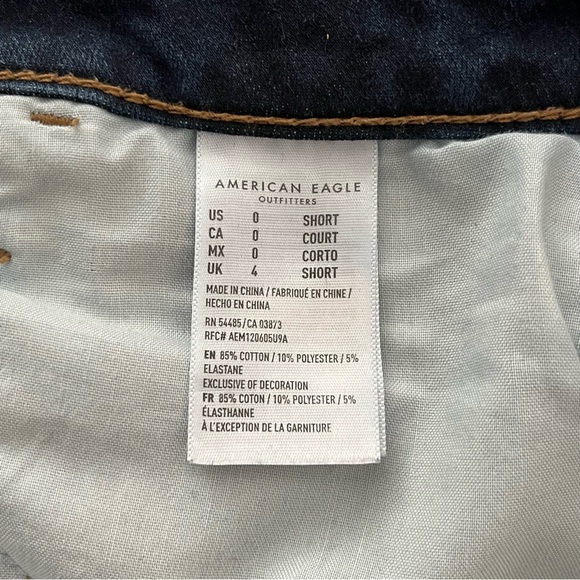 AMERICAN EAGLE
OUTFITTERS
US 0 SHORT
CA 0 COURT
MX 0 CORTO
UK 4 SHORT
MADE IN CHINA / FABRIQUÉ EN CHINE /
HECHO EN CHINA
RN 54485 / CA 03873
RFC# AEM120605U9A
EN 85% COTTON / 10% POLYESTER / 5%
ELASTANE
EXCLUSIVE OF DECORATION
FR 85% COTON / 10% POLYESTER / 5%
ÉLASTHANNE
À L'EXCEPTION DE LA GARNITURE